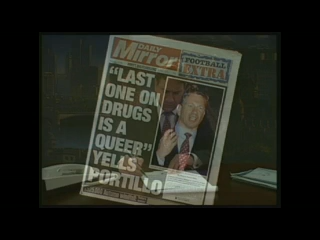 DAILY
Mirror
FOOTBALL
EXTRA
"LAST
ONE ON
DRUGS
IS A
QUEER"
YELLS
PORTILLO